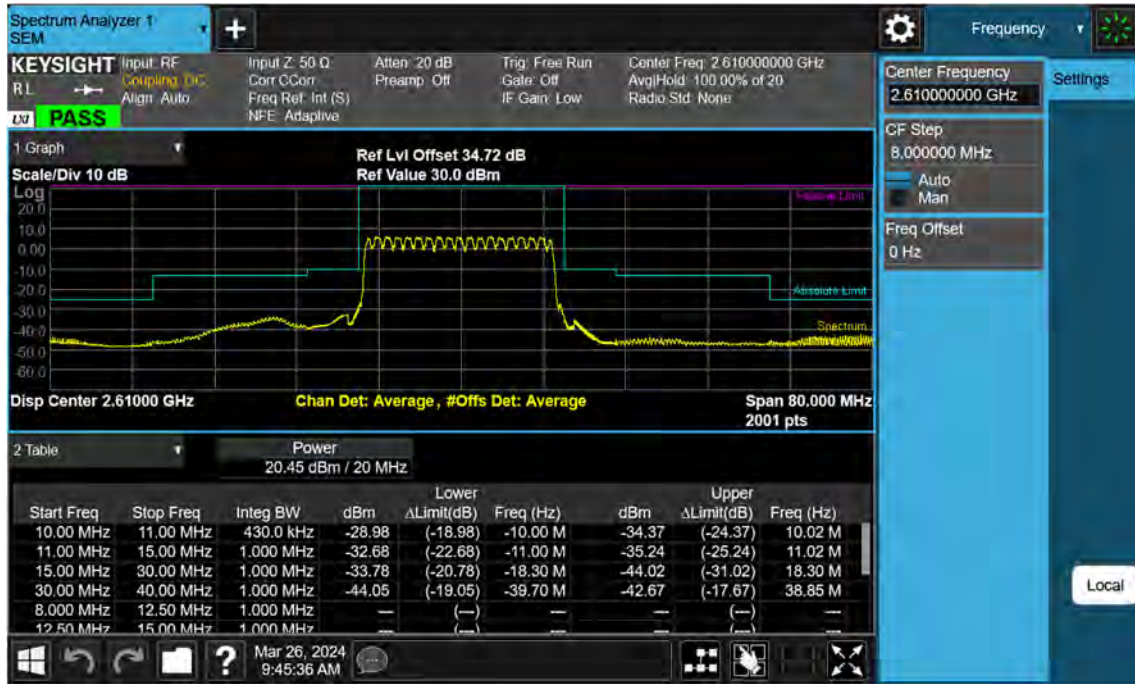 Spectrum Analyzer 1
SEM
+
Frequency
KEYSIGHT
R L
LXI PASS
Input: RF
Coupling: DC
Align: Auto
Input Z: 50 Ω
Corr CCorr
Freq Ref: Int (S)
NFE: Adaptive
Atten: 20 dB
Preamp: Off
Trig: Free Run
Gate: Off
IF Gain: Low
Center Freq: 2.610000000 GHz
Avg|Hold: 100.00% of 20
Radio Std: None
Center Frequency
2.610000000 GHz
Settings
CF Step
8.000000 MHz
Auto
Man
Freq Offset
0 Hz
1 Graph
Scale/Div 10 dB
Ref Lvl Offset 34.72 dB
Ref Value 30.0 dBm
Log
20.0
10.0
0.00
-10.0
-20.0
-30.0
-40.0
-50.0
-60.0
Relative Limit
Absolute Limit
Spectrum
Disp Center 2.61000 GHz
Chan Det: Average, #Offs Det: Average
Span 80.000 MHz
2001 pts
2 Table
Power
20.45 dBm / 20 MHz
Lower Upper
Start Freq Stop Freq Integ BW dBm ΔLimit(dB) Freq (Hz) dBm ΔLimit(dB) Freq (Hz)
10.00 MHz 11.00 MHz 430.0 kHz -28.98 (-18.98) -10.00 M -34.37 (-24.37) 10.02 M
11.00 MHz 15.00 MHz 1.000 MHz -32.68 (-22.68) -11.00 M -35.24 (-25.24) 11.02 M
15.00 MHz 30.00 MHz 1.000 MHz -33.78 (-20.78) -18.30 M -44.02 (-31.02) 18.30 M
30.00 MHz 40.00 MHz 1.000 MHz -44.05 (-19.05) -39.70 M -42.67 (-17.67) 38.85 M
8.000 MHz 12.50 MHz 1.000 MHz --- (---) --- --- (---) ---
12.50 MHz 15.00 MHz 1.000 MHz --- (---) --- --- (---) ---
Local
?
Mar 26, 2024
9:45:36 AM